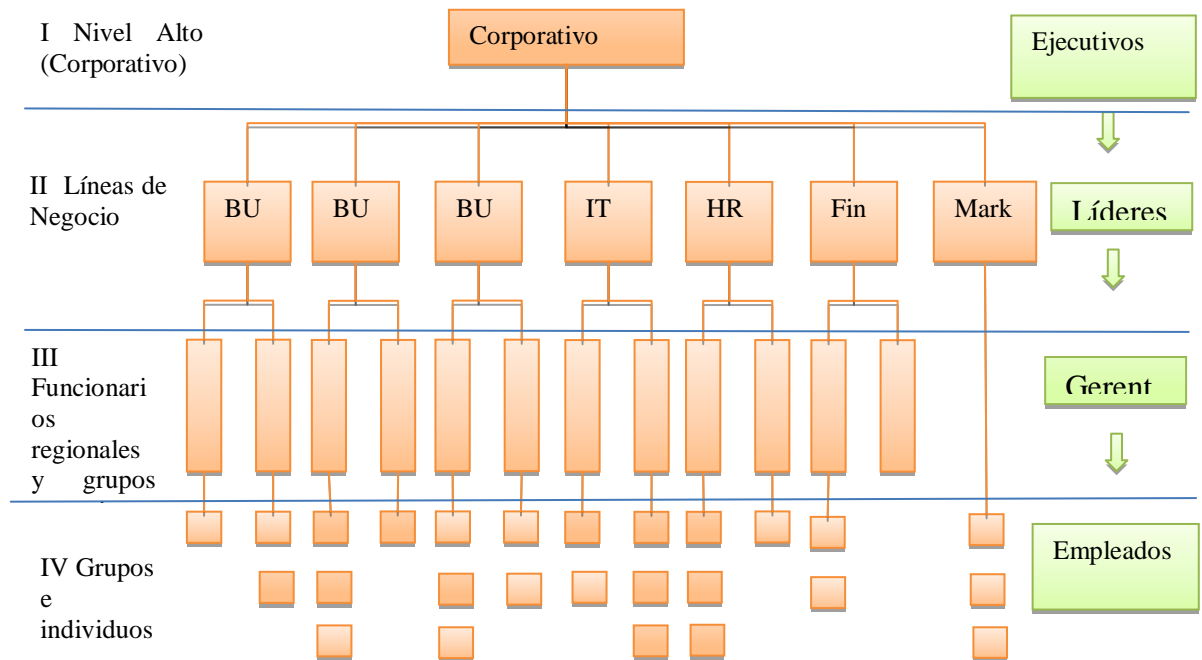 I Nivel Alto
(Corporativo)
Corporativo
Ejecutivos
II Líneas de
Negocio
BU
BU
BU
IT
HR
Fin
Mark
Líderes
III
Funcionari
os
regionales
y grupos
Gerent
IV Grupos
e
individuos
Empleados